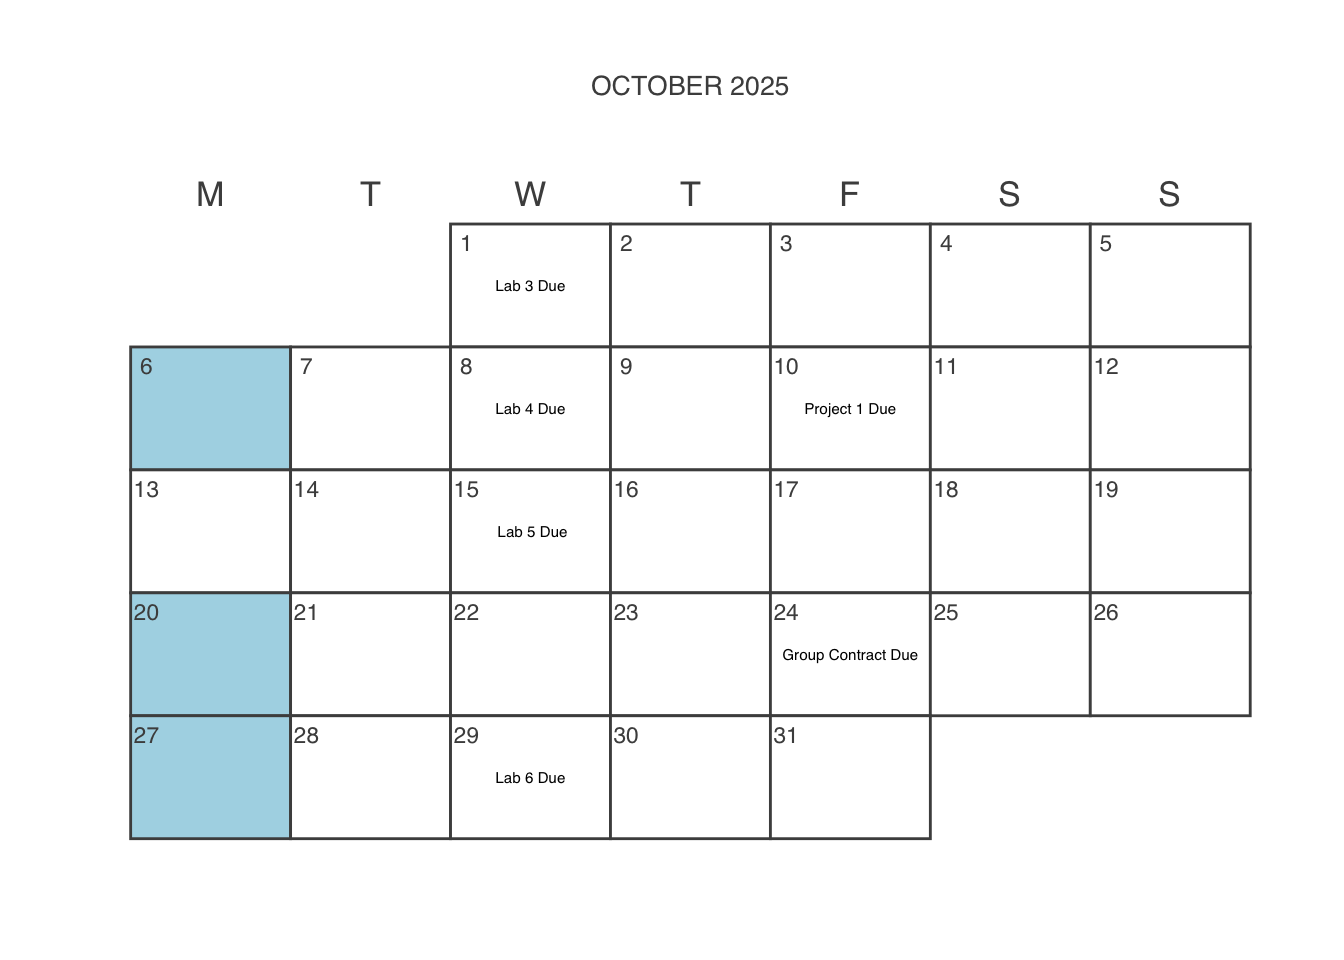 OCTOBER 2025
M T W T F S S
1 2 3 4 5
Lab 3 Due
6 7 8 9 10 11 12
Lab 4 Due Project 1 Due
13 14 15 16 17 18 19
Lab 5 Due
20 21 22 23 24 25 26
Group Contract Due
27 28 29 30 31
Lab 6 Due